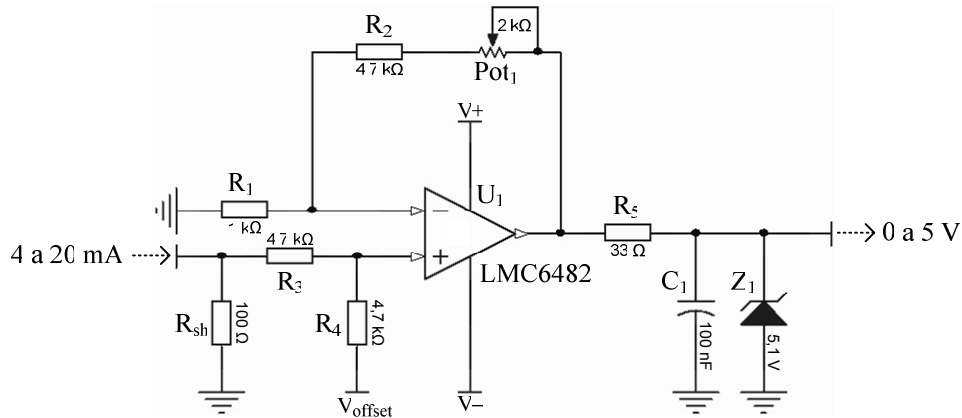 R₂
47 kΩ
2 kΩ
Pot₁
V+
R₁
kΩ
U₁
R₅
33 Ω
0 a 5 V
4 a 20 mA
47 kΩ
R₃
LMC6482
Rsh
100 Ω
R₄
4,7 kΩ
C₁
100 nF
Z₁
5,1 V
Voffset
V–